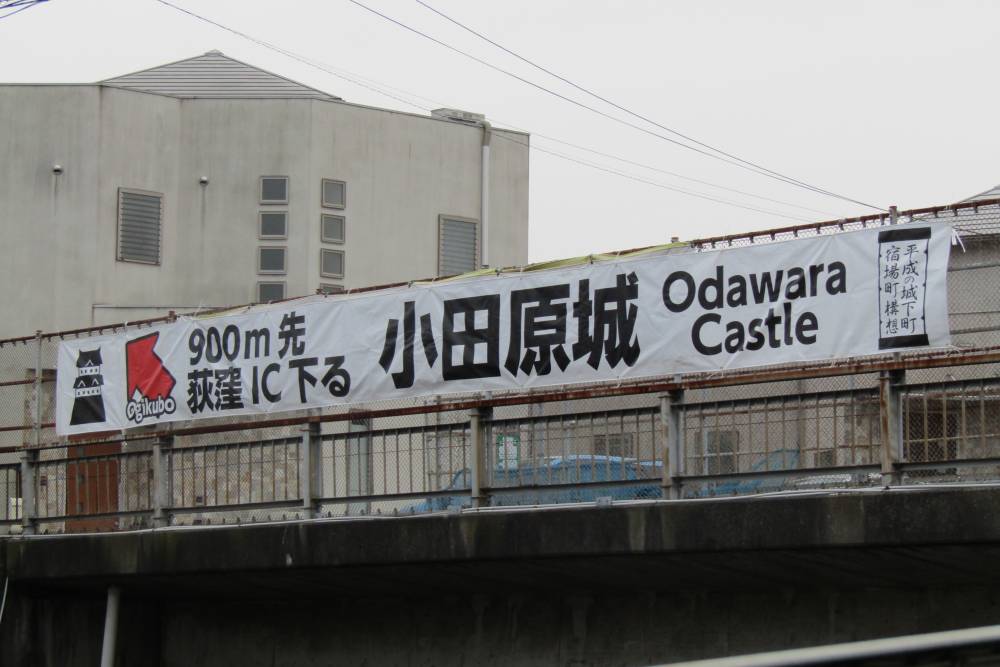 Ogikubo
900m先
荻窪IC下る
小田原城
Odawara
Castle
平成の城下町
宿場町構想